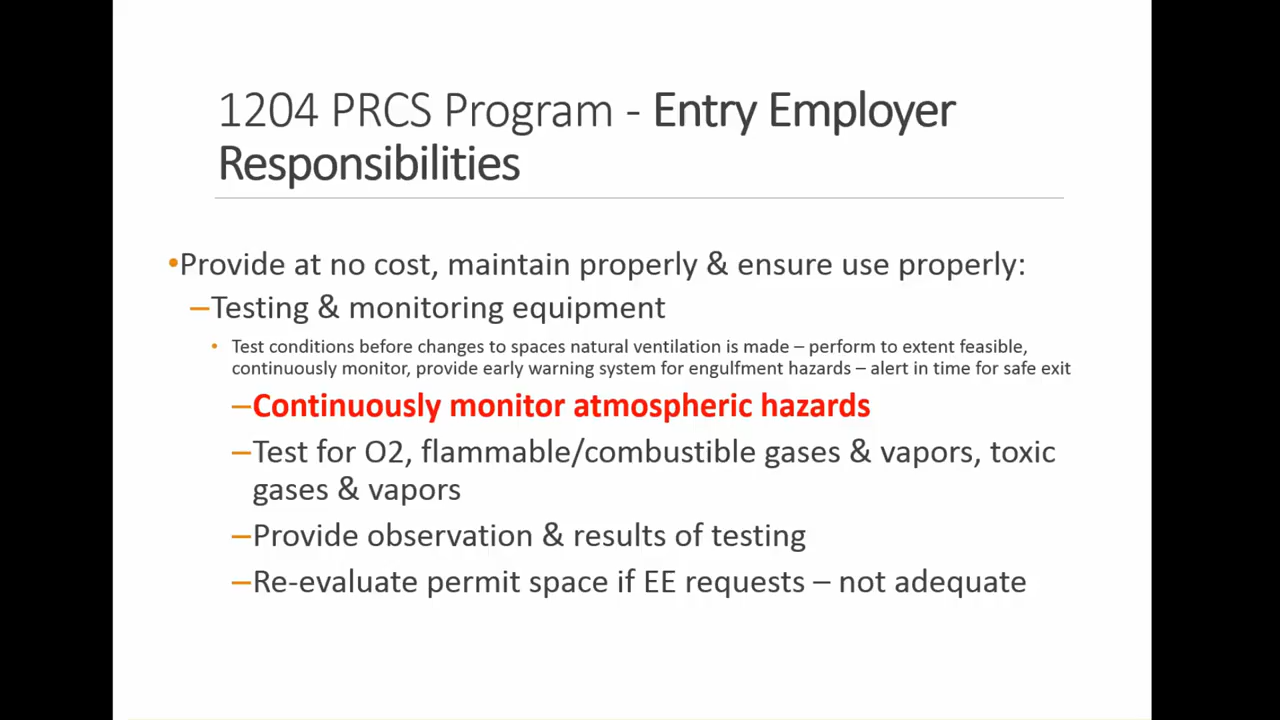 1204 PRCS Program - Entry Employer
Responsibilities
•Provide at no cost, maintain properly & ensure use properly:
–Testing & monitoring equipment
• Test conditions before changes to spaces natural ventilation is made – perform to extent feasible,
continuously monitor, provide early warning system for engulfment hazards – alert in time for safe exit
–Continuously monitor atmospheric hazards
–Test for O2, flammable/combustible gases & vapors, toxic
gases & vapors
–Provide observation & results of testing
–Re-evaluate permit space if EE requests – not adequate